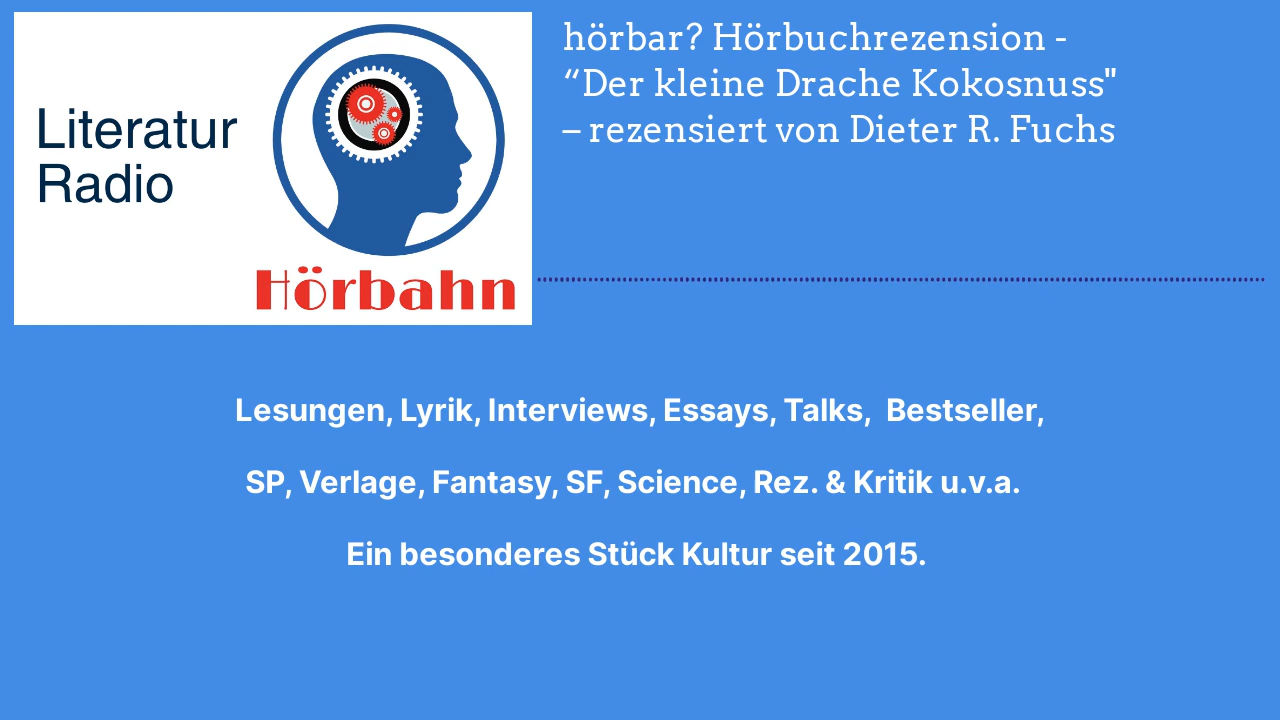 Literatur
Radio
Hörbahn
hörbar? Hörbuchrezension -
“Der kleine Drache Kokosnuss"
– rezensiert von Dieter R. Fuchs
Lesungen, Lyrik, Interviews, Essays, Talks,  Bestseller,
SP, Verlage, Fantasy, SF, Science, Rez. & Kritik u.v.a.
Ein besonderes Stück Kultur seit 2015.